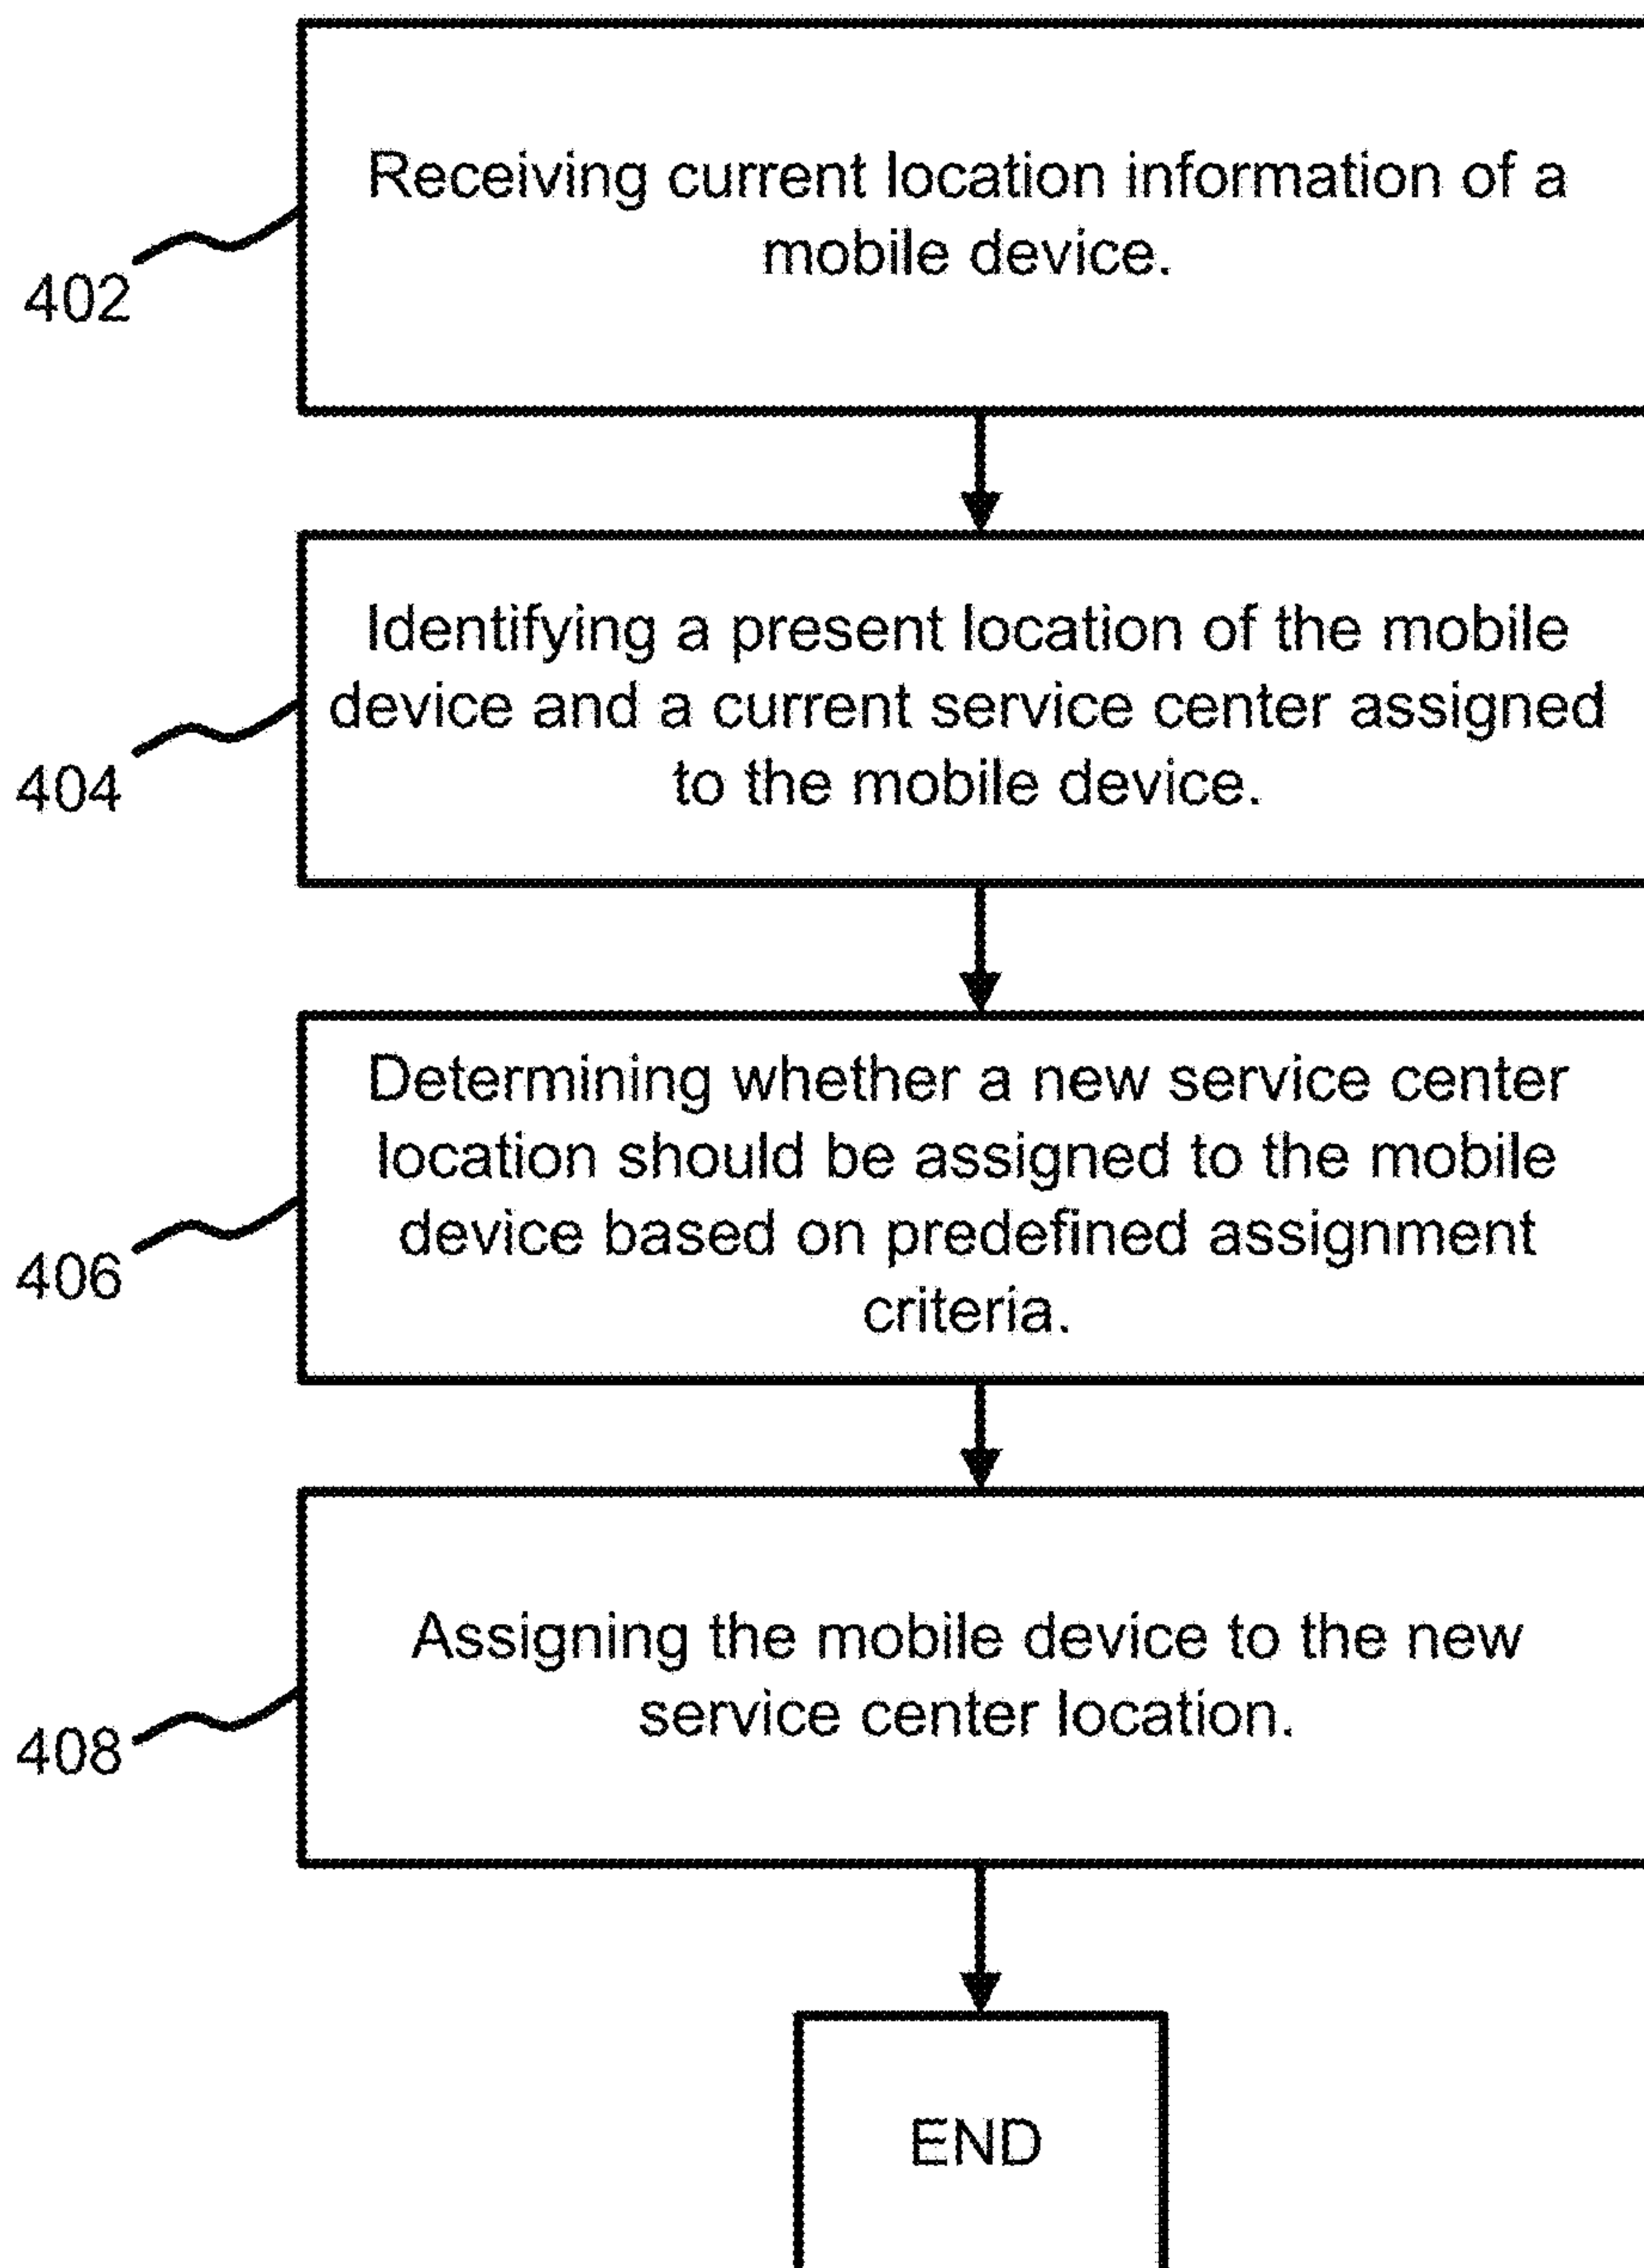 Receiving current location information of a
mobile device.
402
Identifying a present location of the mobile
device and a current service center assigned
to the mobile device.
404
Determining whether a new service center
location should be assigned to the mobile
device based on predefined assignment
criteria.
406
Assigning the mobile device to the new
service center location.
408
END